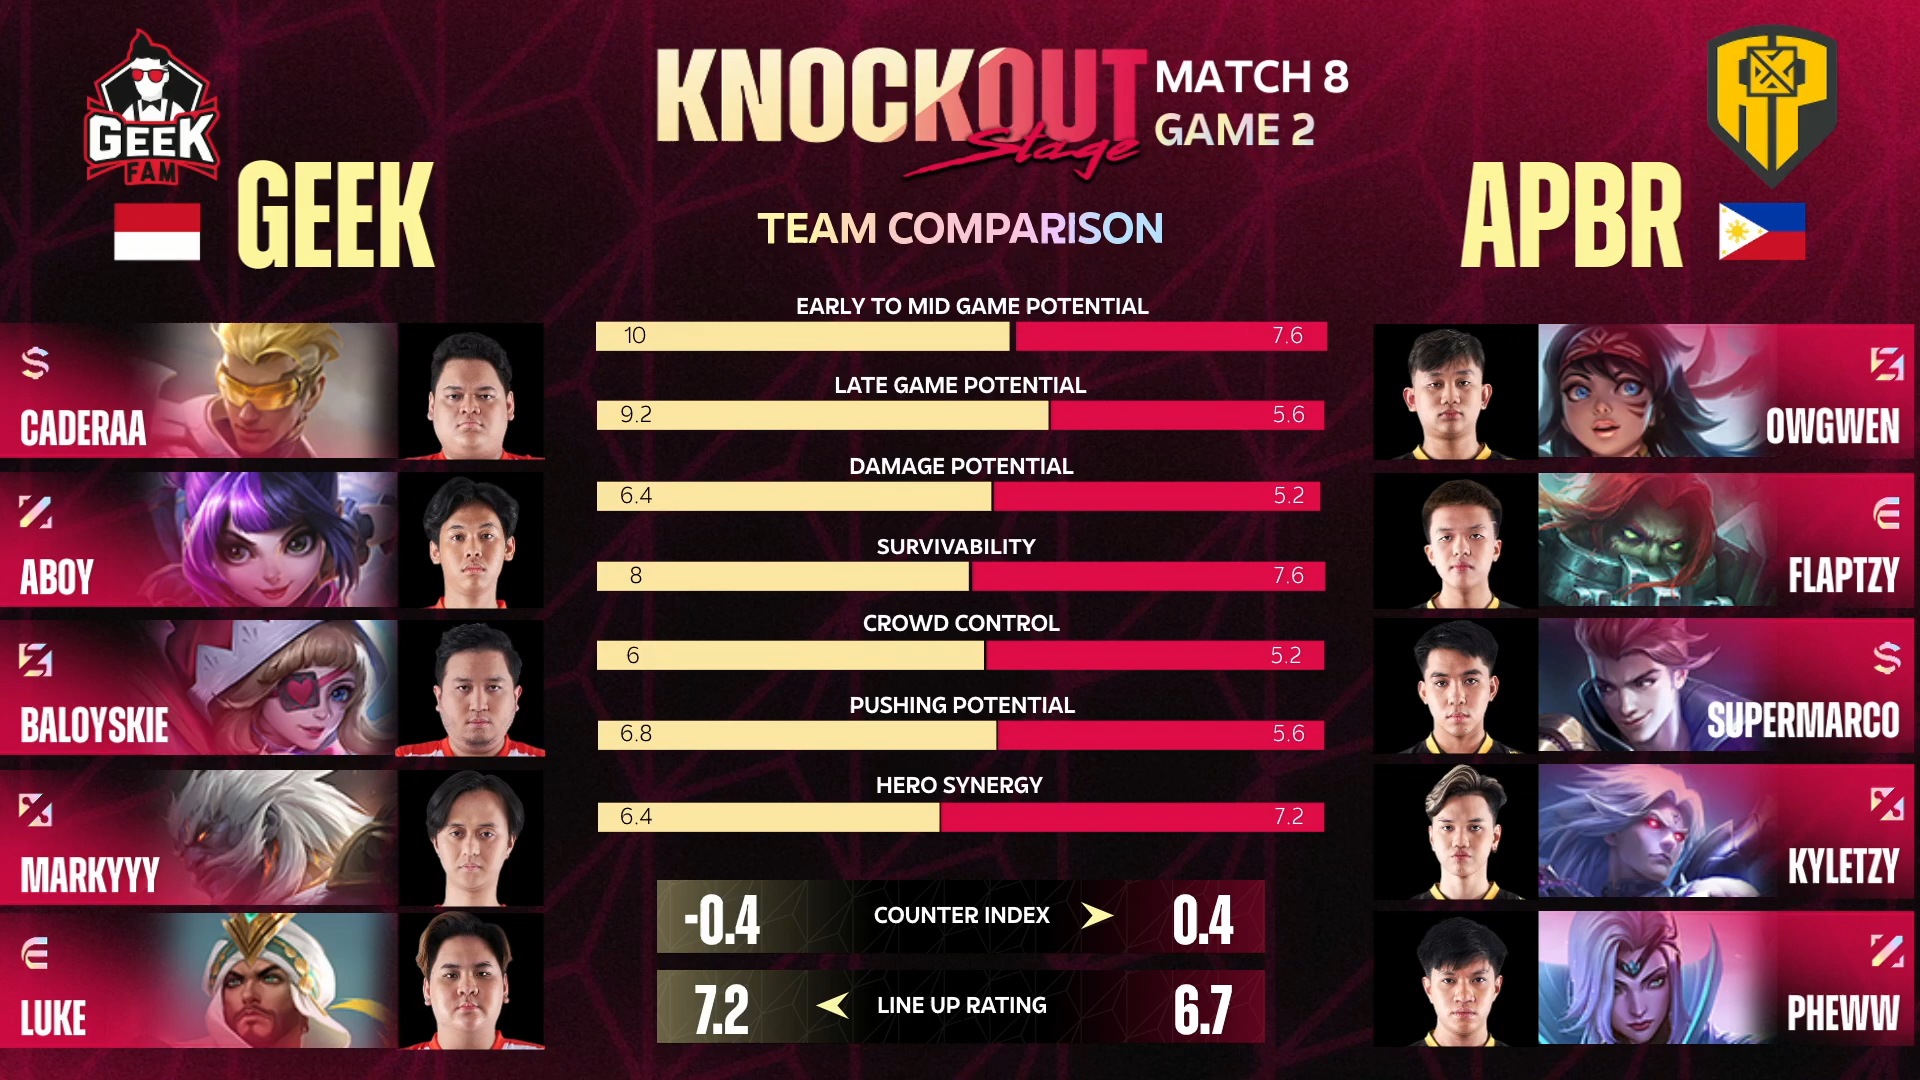 GEEK
FAM
GEEK
KNOCKOUT
Stage
MATCH 8
GAME 2
APBR
TEAM COMPARISON
EARLY TO MID GAME POTENTIAL
10 7.6
LATE GAME POTENTIAL
9.2 5.6
DAMAGE POTENTIAL
6.4 5.2
SURVIVABILITY
8 7.6
CROWD CONTROL
6 5.2
PUSHING POTENTIAL
6.8 5.6
HERO SYNERGY
6.4 7.2
-0.4 COUNTER INDEX 0.4
7.2 LINE UP RATING 6.7
CADERAA
ABOY
BALOYSKIE
MARKYYY
LUKE
OWGWEN
FLAPTZY
SUPERMARCO
KYLETZY
PHEWW